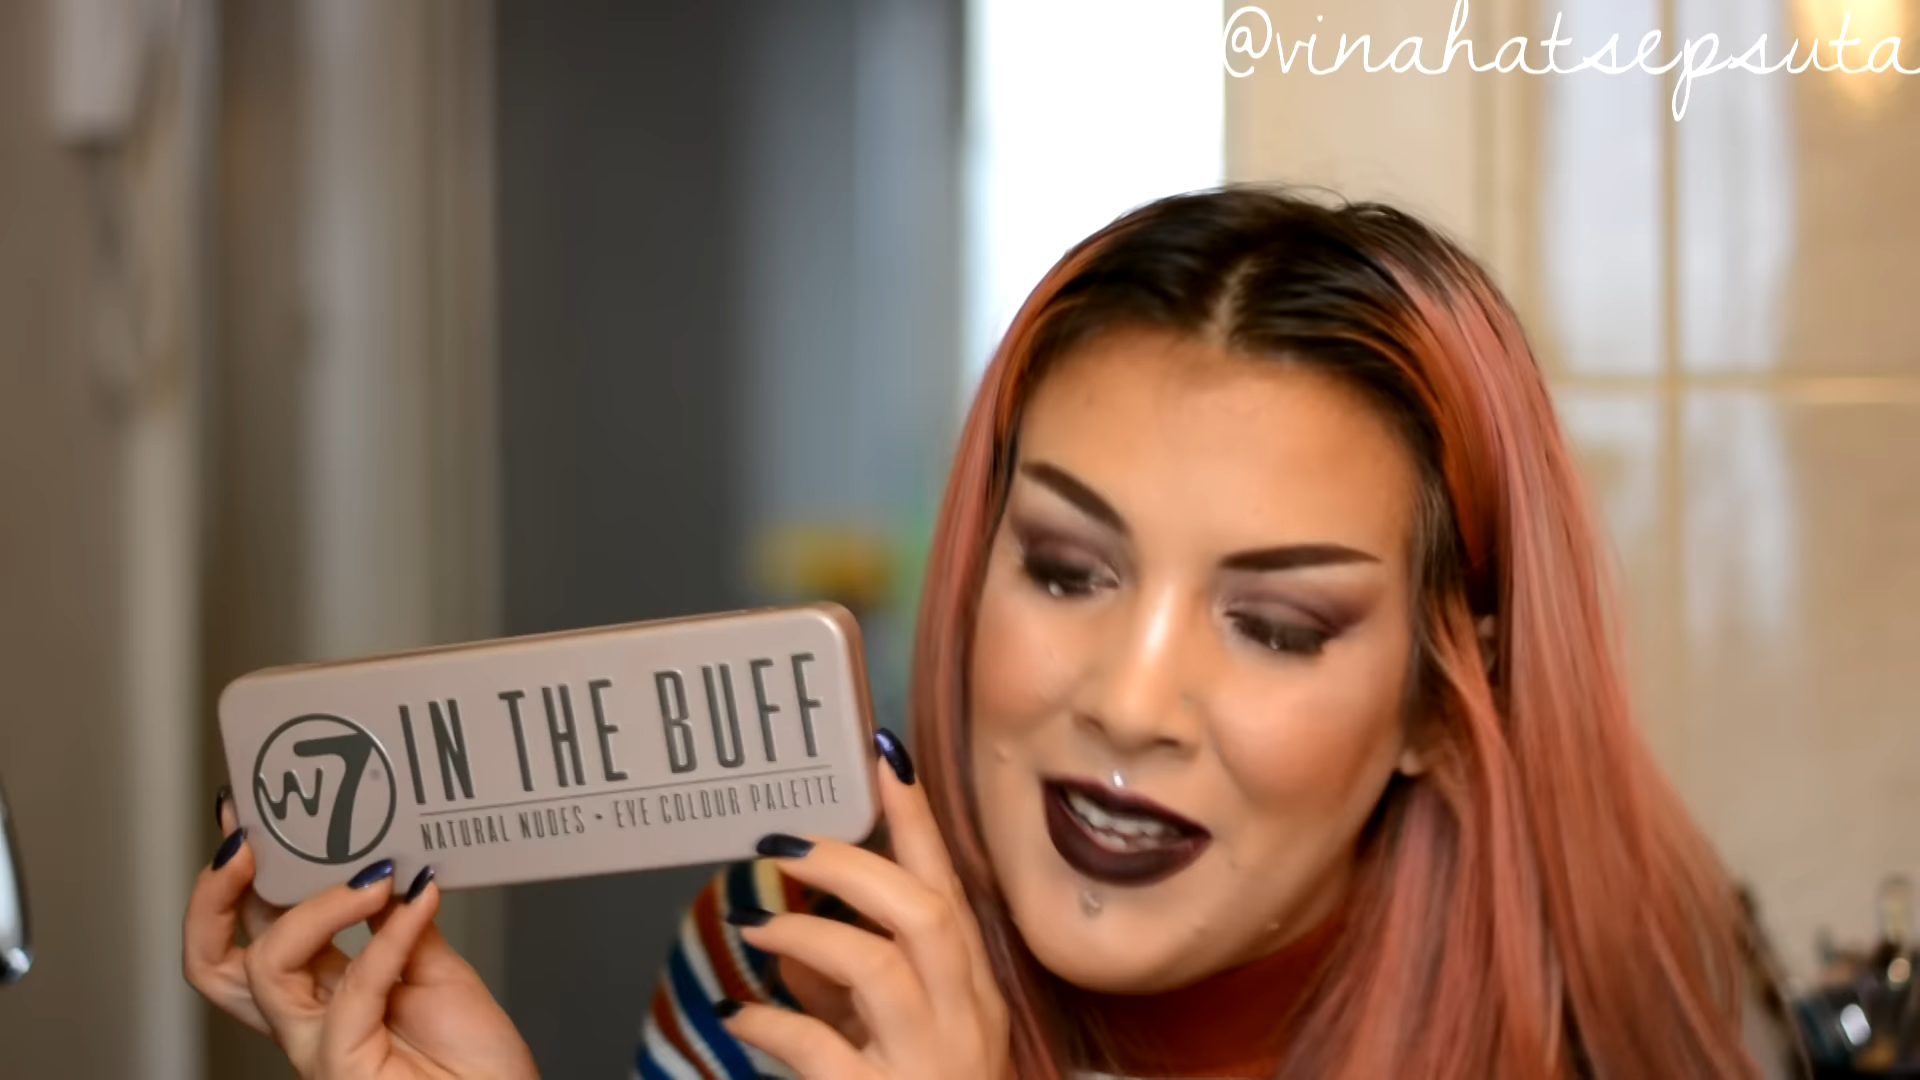 @vinahatsepsuta
W7®
IN THE BUFF
NATURAL NUDES • EYE COLOUR PALETTE